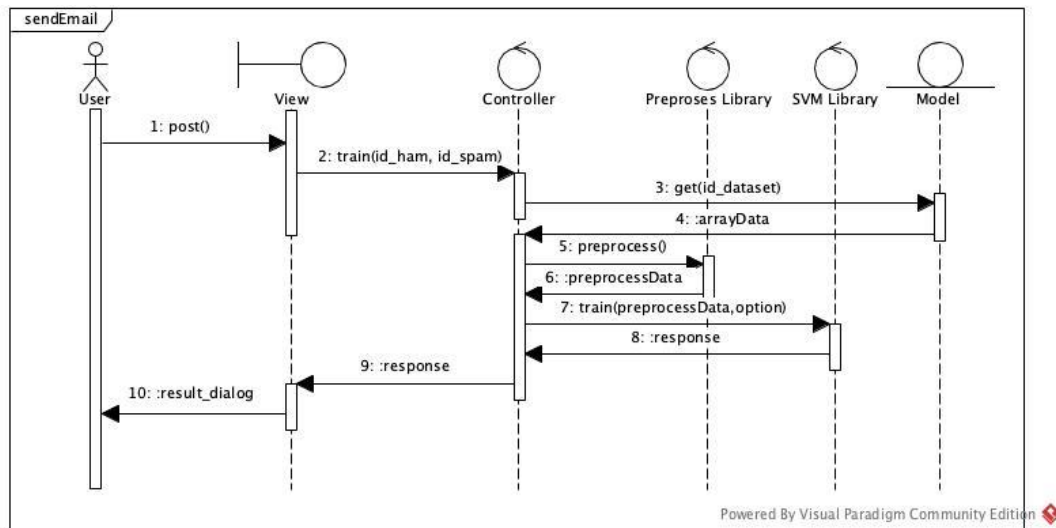 sendEmail
User
View
Controller
Preproses Library
SVM Library
Model
1: post()
2: train(id_ham, id_spam)
3: get(id_dataset)
4: :arrayData
5: preprocess()
6: :preprocessData
7: train(preprocessData,option)
8: :response
9: :response
10: :result_dialog
Powered By Visual Paradigm Community Edition